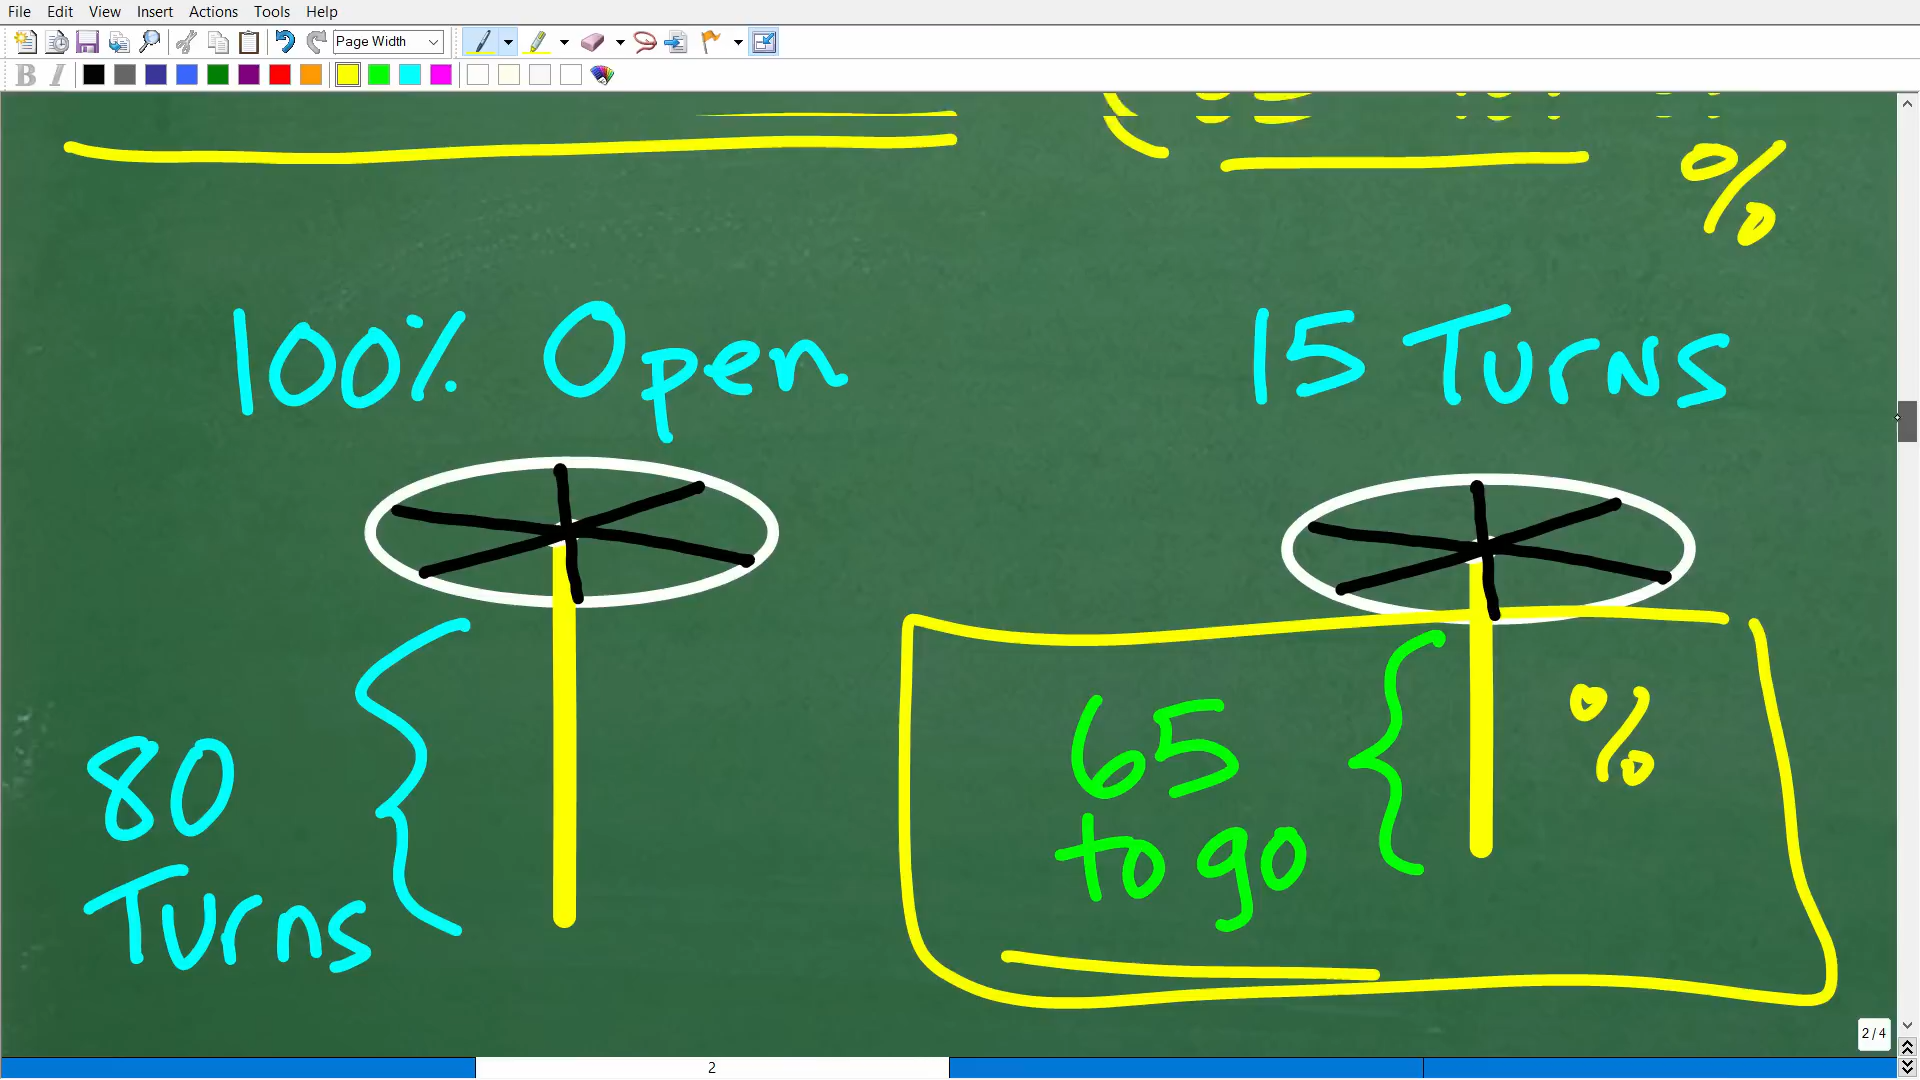 File Edit View Insert Actions Tools Help
Page Width
B I
%
100% Open
15 Turns
80
Turns
65
to go
%
2 / 4
2